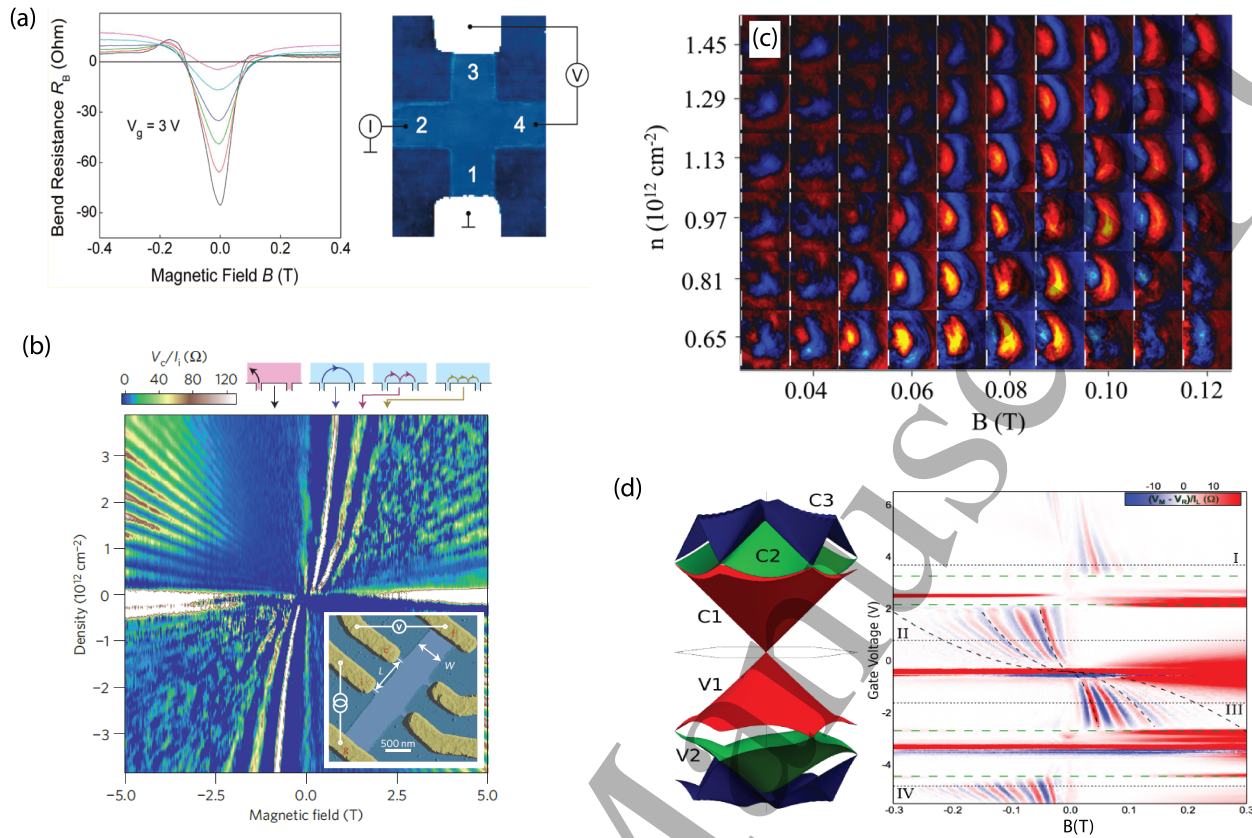 (a)
Bend Resistance R_B (Ohm)
0
-30
-60
-90
V_g = 3 V
-0.4 -0.2 0.0 0.2 0.4
Magnetic Field B (T)
3
2
4
1
I
V
(b)
V_c/I_i (Ω)
0 40 80 120
Density (10^12 cm^-2)
3
2
1
0
−1
−2
−3
−5.0 −2.5 0 2.5 5.0
Magnetic field (T)
V
L
W
c
g
500 nm
(c)
n (10^12 cm^-2)
1.45
1.29
1.13
0.97
0.81
0.65
0.04 0.06 0.08 0.10 0.12
B (T)
(d)
C3
C2
C1
V1
V2
-10 0 10
(V_M - V_R)/I_L (Ω)
Gate Voltage (V)
6
4
2
0
-2
-4
I
II
III
IV
-0.3 -0.2 -0.1 0.0 0.1 0.2 0.3
B(T)